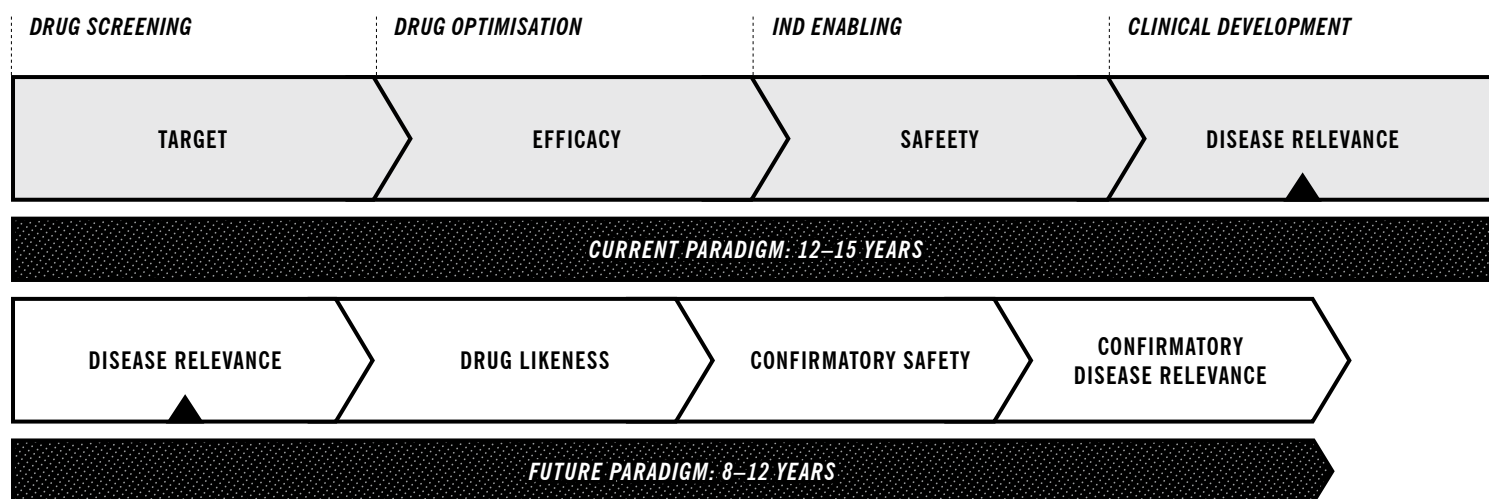 DRUG SCREENING
DRUG OPTIMISATION
IND ENABLING
CLINICAL DEVELOPMENT
TARGET
EFFICACY
SAFEETY
DISEASE RELEVANCE
CURRENT PARADIGM: 12–15 YEARS
DISEASE RELEVANCE
DRUG LIKENESS
CONFIRMATORY SAFETY
CONFIRMATORY
DISEASE RELEVANCE
FUTURE PARADIGM: 8–12 YEARS